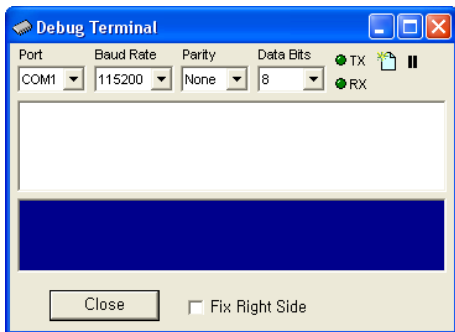 Debug Terminal
Port Baud Rate Parity Data Bits
COM1 115200 None 8
TX
RX
Close Fix Right Side